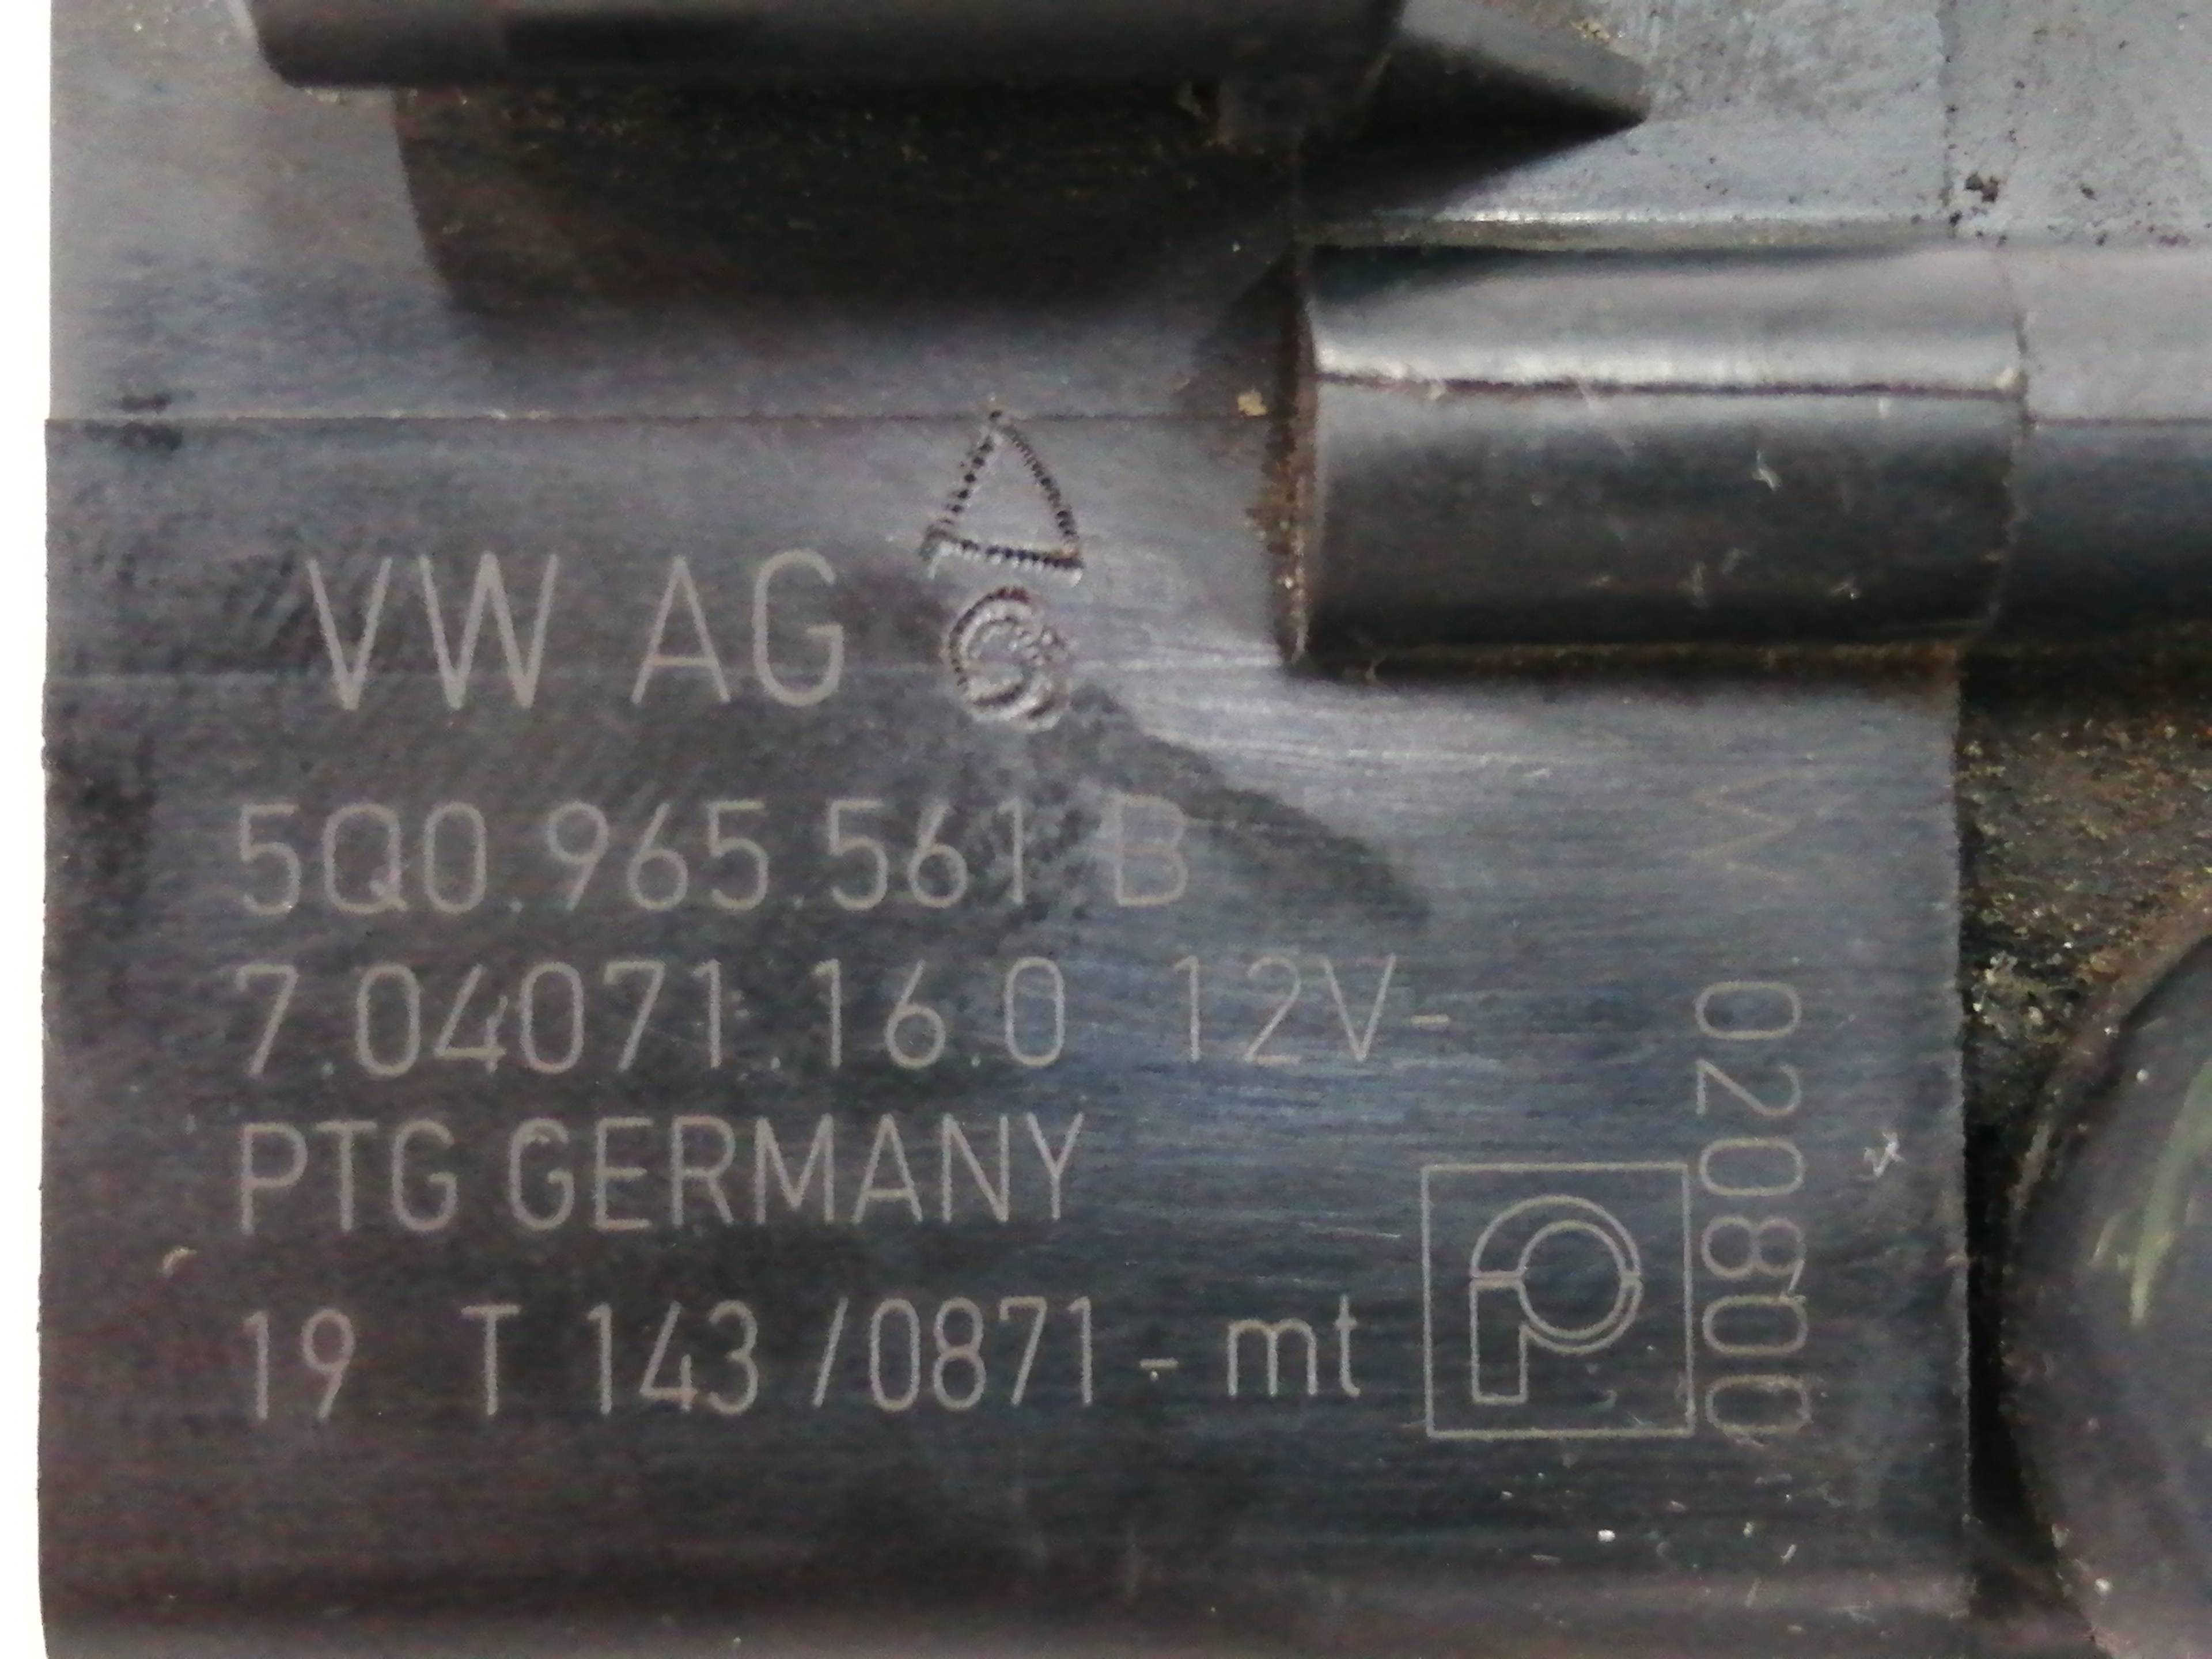 VW AG
5Q0.965.561 B
7.04071.16.0 12V-
PTG GERMANY
19 T 143 /0871 - mt
020800